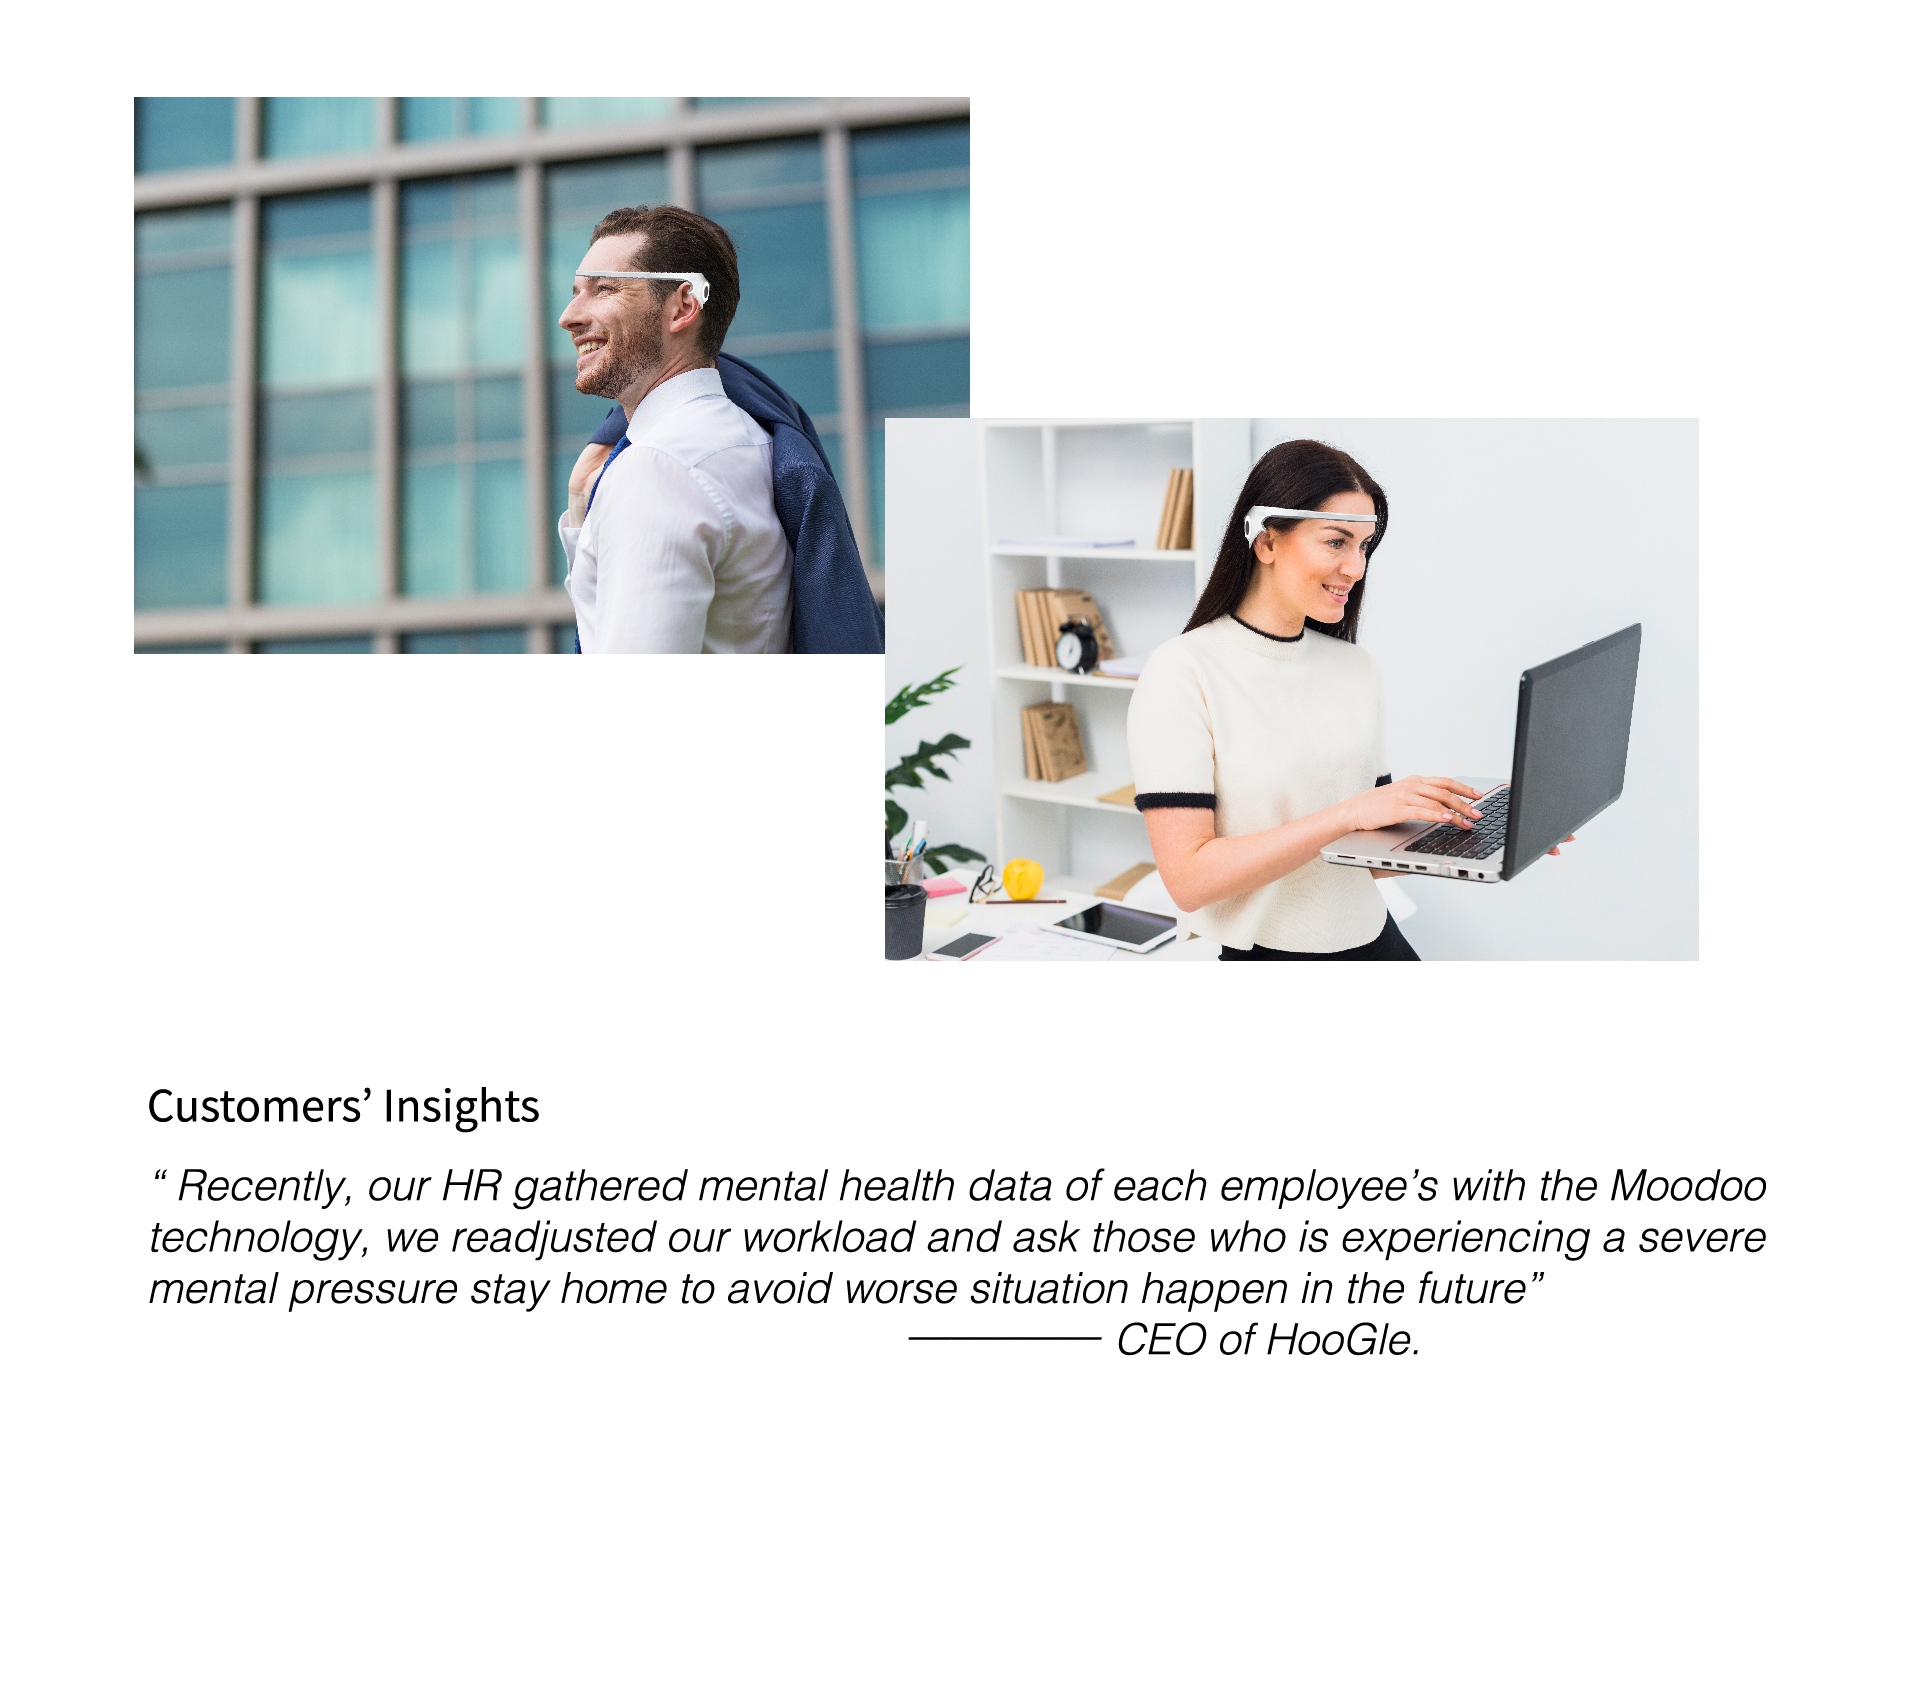 Customers’ Insights
“ Recently, our HR gathered mental health data of each employee’s with the Moodoo
technology, we readjusted our workload and ask those who is experiencing a severe
mental pressure stay home to avoid worse situation happen in the future”
——— CEO of HooGle.